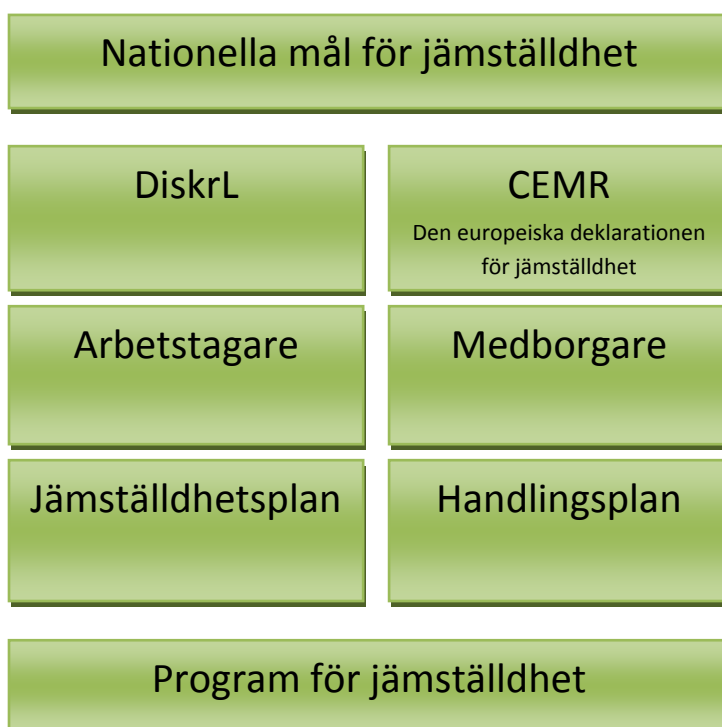 Nationella mål för jämställdhet
DiskrL
CEMR
Den europeiska deklarationen
för jämställdhet
Arbetstagare
Medborgare
Jämställdhetsplan
Handlingsplan
Program för jämställdhet